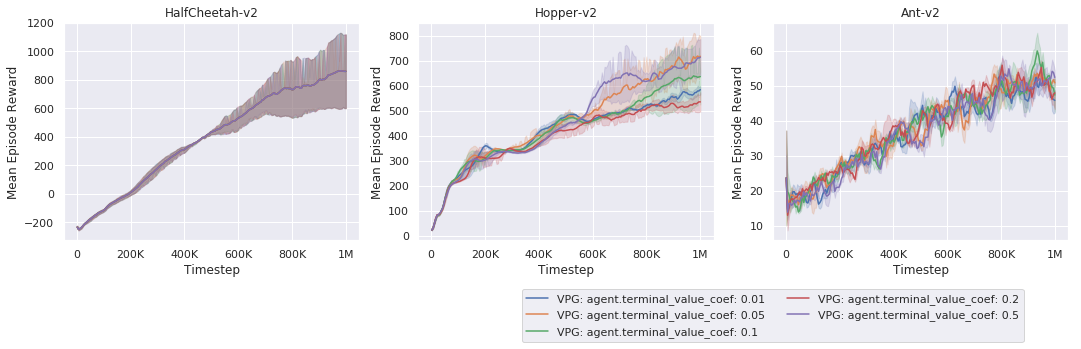 HalfCheetah-v2
Mean Episode Reward
1200
1000
800
600
400
200
0
−200
0 200K 400K 600K 800K 1M
Timestep
Hopper-v2
Mean Episode Reward
800
700
600
500
400
300
200
100
0
0 200K 400K 600K 800K 1M
Timestep
Ant-v2
Mean Episode Reward
60
50
40
30
20
10
0 200K 400K 600K 800K 1M
Timestep
VPG: agent.terminal_value_coef: 0.01
VPG: agent.terminal_value_coef: 0.05
VPG: agent.terminal_value_coef: 0.1
VPG: agent.terminal_value_coef: 0.2
VPG: agent.terminal_value_coef: 0.5